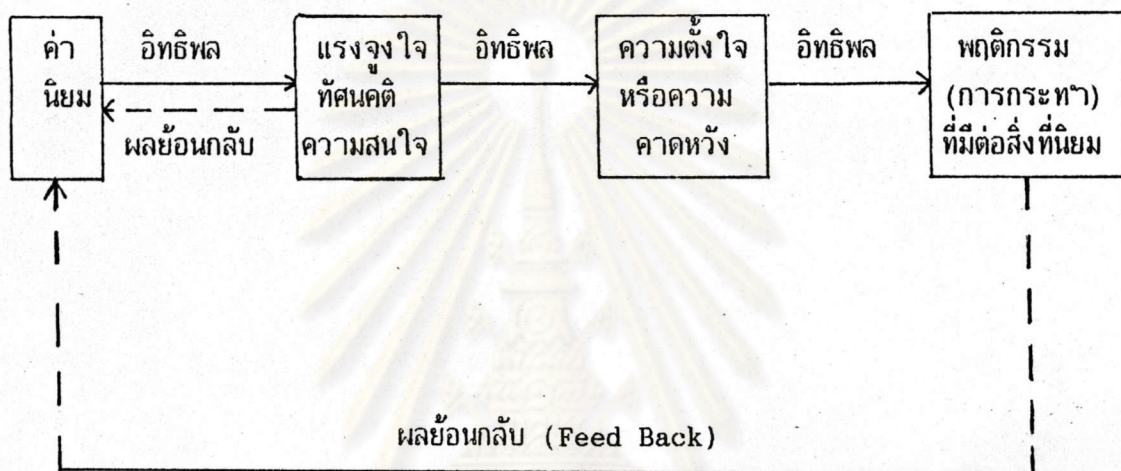 ค่า
นิยม
อิทธิพล
ผลย้อนกลับ
แรงจูงใจ
ทัศนคติ
ความสนใจ
อิทธิพล
ความตั้งใจ
หรือความ
คาดหวัง
อิทธิพล
พฤติกรรม
(การกระทำ)
ที่มีต่อสิ่งที่นิยม
ผลย้อนกลับ (Feed Back)